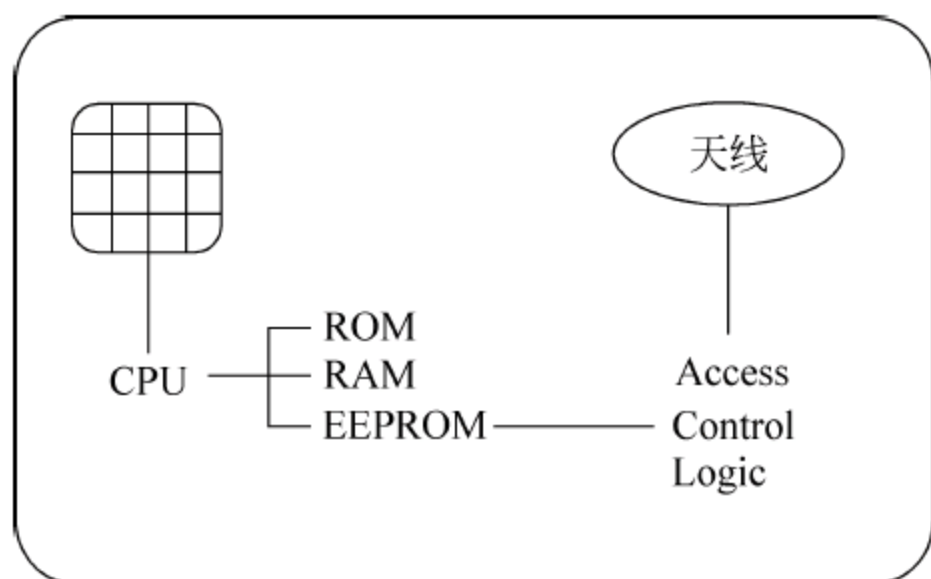 天线
ROM
CPU
RAM
EEPROM
Access
Control
Logic